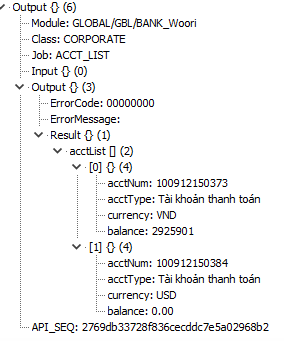 Output {} (6)
Module: GLOBAL/GBL/BANK_Woori
Class: CORPORATE
Job: ACCT_LIST
Input {} (0)
Output {} (3)
ErrorCode: 00000000
ErrorMessage:
Result {} (1)
acctList [] (2)
[0] {} (4)
acctNum: 100912150373
acctType: Tài khoản thanh toán
currency: VND
balance: 2925901
[1] {} (4)
acctNum: 100912150384
acctType: Tài khoản thanh toán
currency: USD
balance: 0.00
API_SEQ: 2769db33728f836cecddc7e5a02968b2